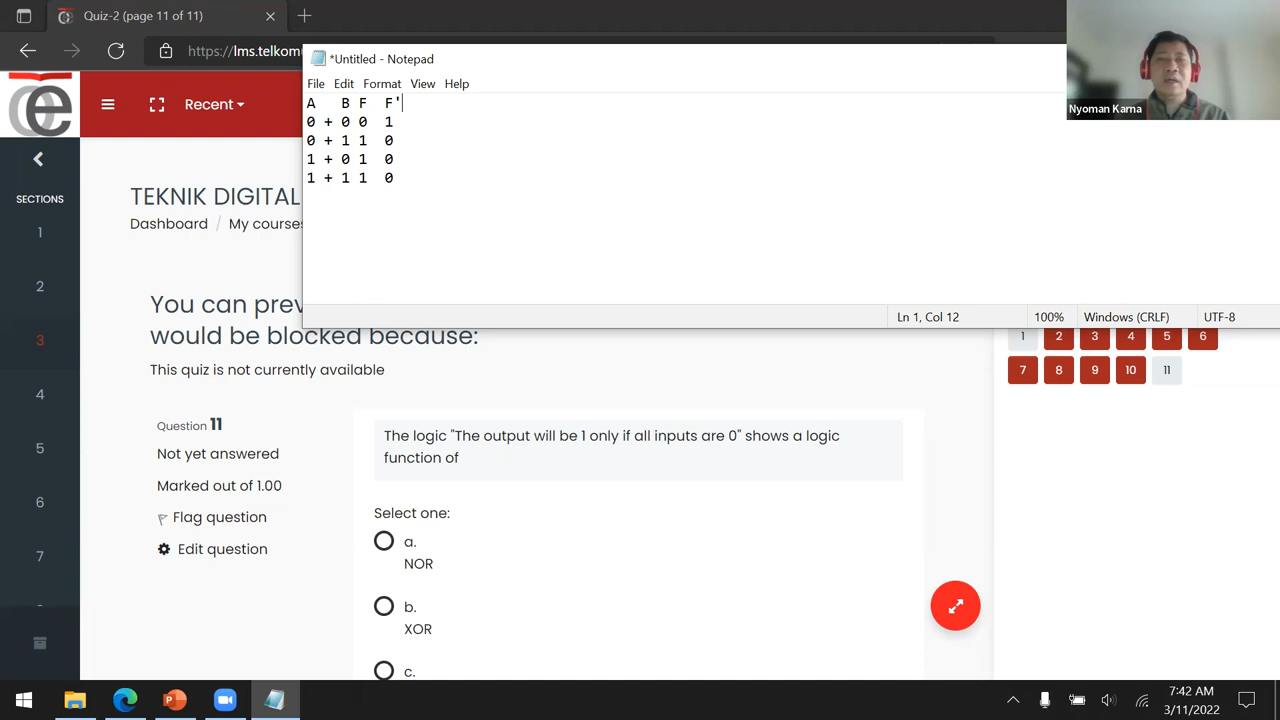 Quiz-2 (page 11 of 11)
https://lms.telkom
*Untitled - Notepad
File Edit Format View Help
A B F F'
0 + 0 0 1
0 + 1 1 0
1 + 0 1 0
1 + 1 1 0
Ln 1, Col 12 100% Windows (CRLF) UTF-8
Nyoman Karna
e
Recent
SECTIONS
1
2
3
4
5
6
7
TEKNIK DIGITAL
Dashboard / My courses
You can prev
would be blocked because:
This quiz is not currently available
Question 11
Not yet answered
Marked out of 1.00
Flag question
Edit question
The logic "The output will be 1 only if all inputs are 0" shows a logic
function of
Select one:
a.
NOR
b.
XOR
c.
1 2 3 4 5 6
7 8 9 10 11
7:42 AM
3/11/2022